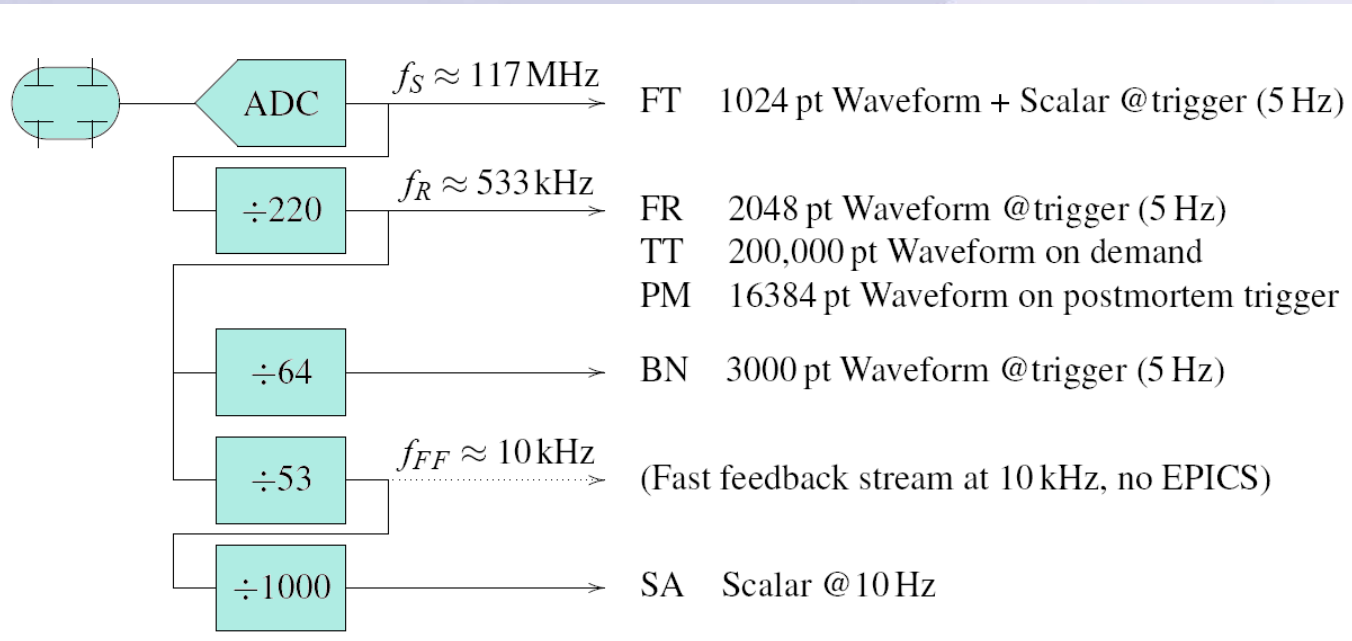 ADC
f_S ≈ 117 MHz
FT 1024 pt Waveform + Scalar @trigger (5 Hz)
÷220
f_R ≈ 533 kHz
FR 2048 pt Waveform @trigger (5 Hz)
TT 200,000 pt Waveform on demand
PM 16384 pt Waveform on postmortem trigger
÷64
BN 3000 pt Waveform @trigger (5 Hz)
÷53
f_FF ≈ 10 kHz
(Fast feedback stream at 10 kHz, no EPICS)
÷1000
SA Scalar @10 Hz